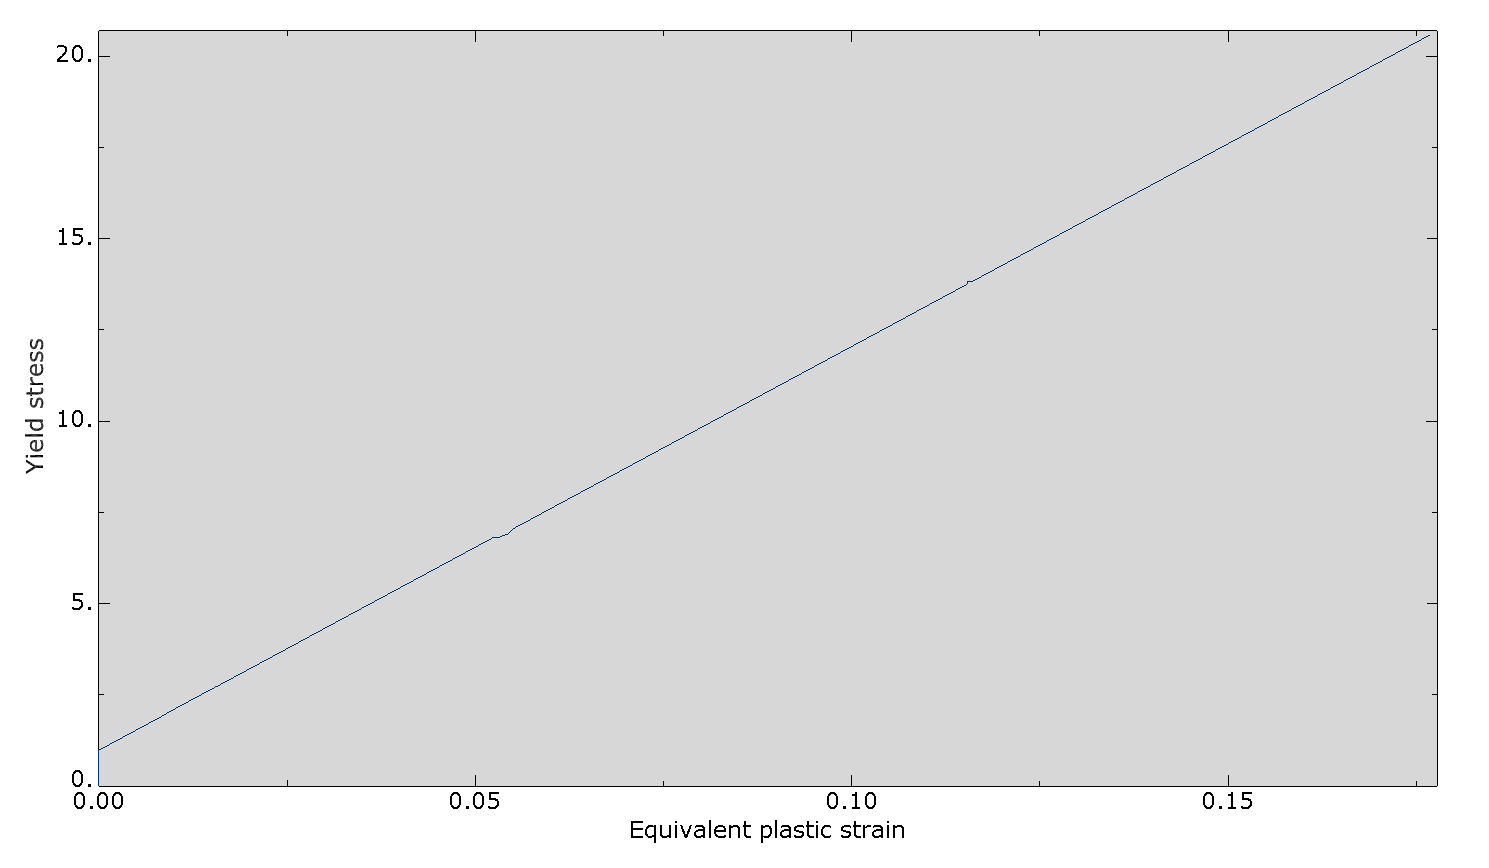 20.
15.
10.
5.
0.
Yield stress
0.00 0.05 0.10 0.15
Equivalent plastic strain